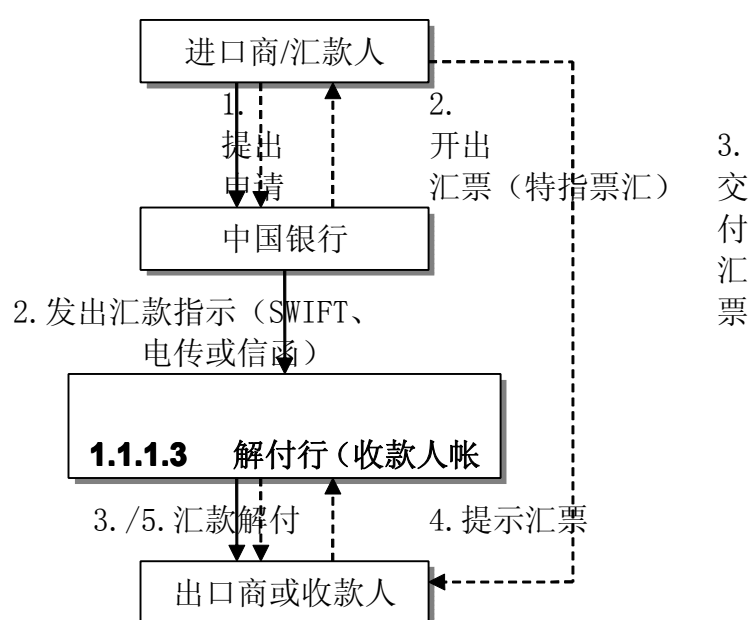 进口商/汇款人
1.
提出
申请
2.
开出
汇票（特指票汇）
3.
交
付
汇
票
中国银行
2.发出汇款指示（SWIFT、
电传或信函）
1.1.1.3 解付行（收款人帐
3./5.汇款解付
4.提示汇票
出口商或收款人